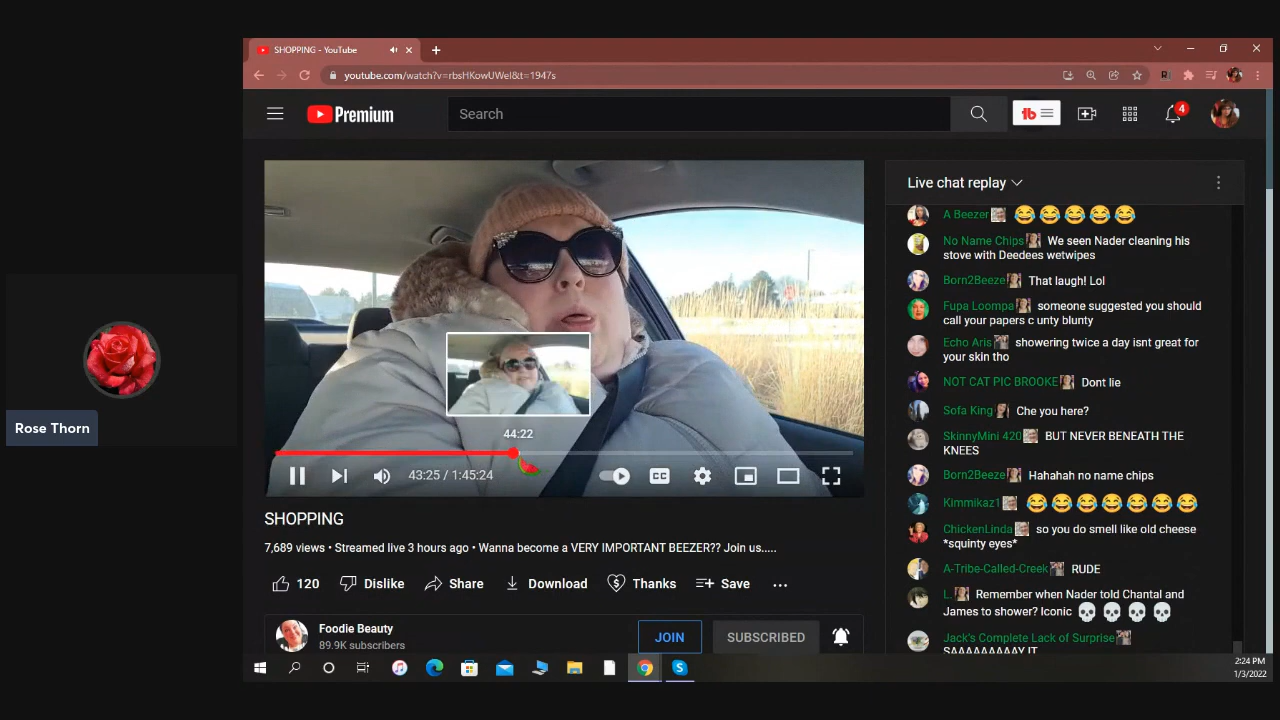 SHOPPING - YouTube
youtube.com/watch?v=rbsHKowUWeI&t=1947s
Premium
Search
tb
4
Live chat replay
A Beezer 😂😂😂😂😂
No Name Chips We seen Nader cleaning his
stove with Deedees wetwipes
Born2Beeze That laugh! Lol
Fupa Loompa someone suggested you should
call your papers c unty blunty
Echo Aris showering twice a day isnt great for
your skin tho
NOT CAT PIC BROOKE Dont lie
Sofa King Che you here?
SkinnyMini 420 BUT NEVER BENEATH THE
KNEES
Born2Beeze Hahahah no name chips
Kimmikaz1 😂😂😂😂😂😂😂
ChickenLinda so you do smell like old cheese
*squinty eyes*
A-Tribe-Called-Creek RUDE
L. Remember when Nader told Chantal and
James to shower? Iconic 💀💀💀💀
Jack's Complete Lack of Surprise
SAAAAAAAAY IT
44:22
43:25 / 1:45:24
CC
SHOPPING
7,689 views • Streamed live 3 hours ago • Wanna become a VERY IMPORTANT BEEZER?? Join us.....
120 Dislike Share Download Thanks Save ...
Foodie Beauty
89.9K subscribers
JOIN
SUBSCRIBED
Rose Thorn
2:24 PM
1/3/2022